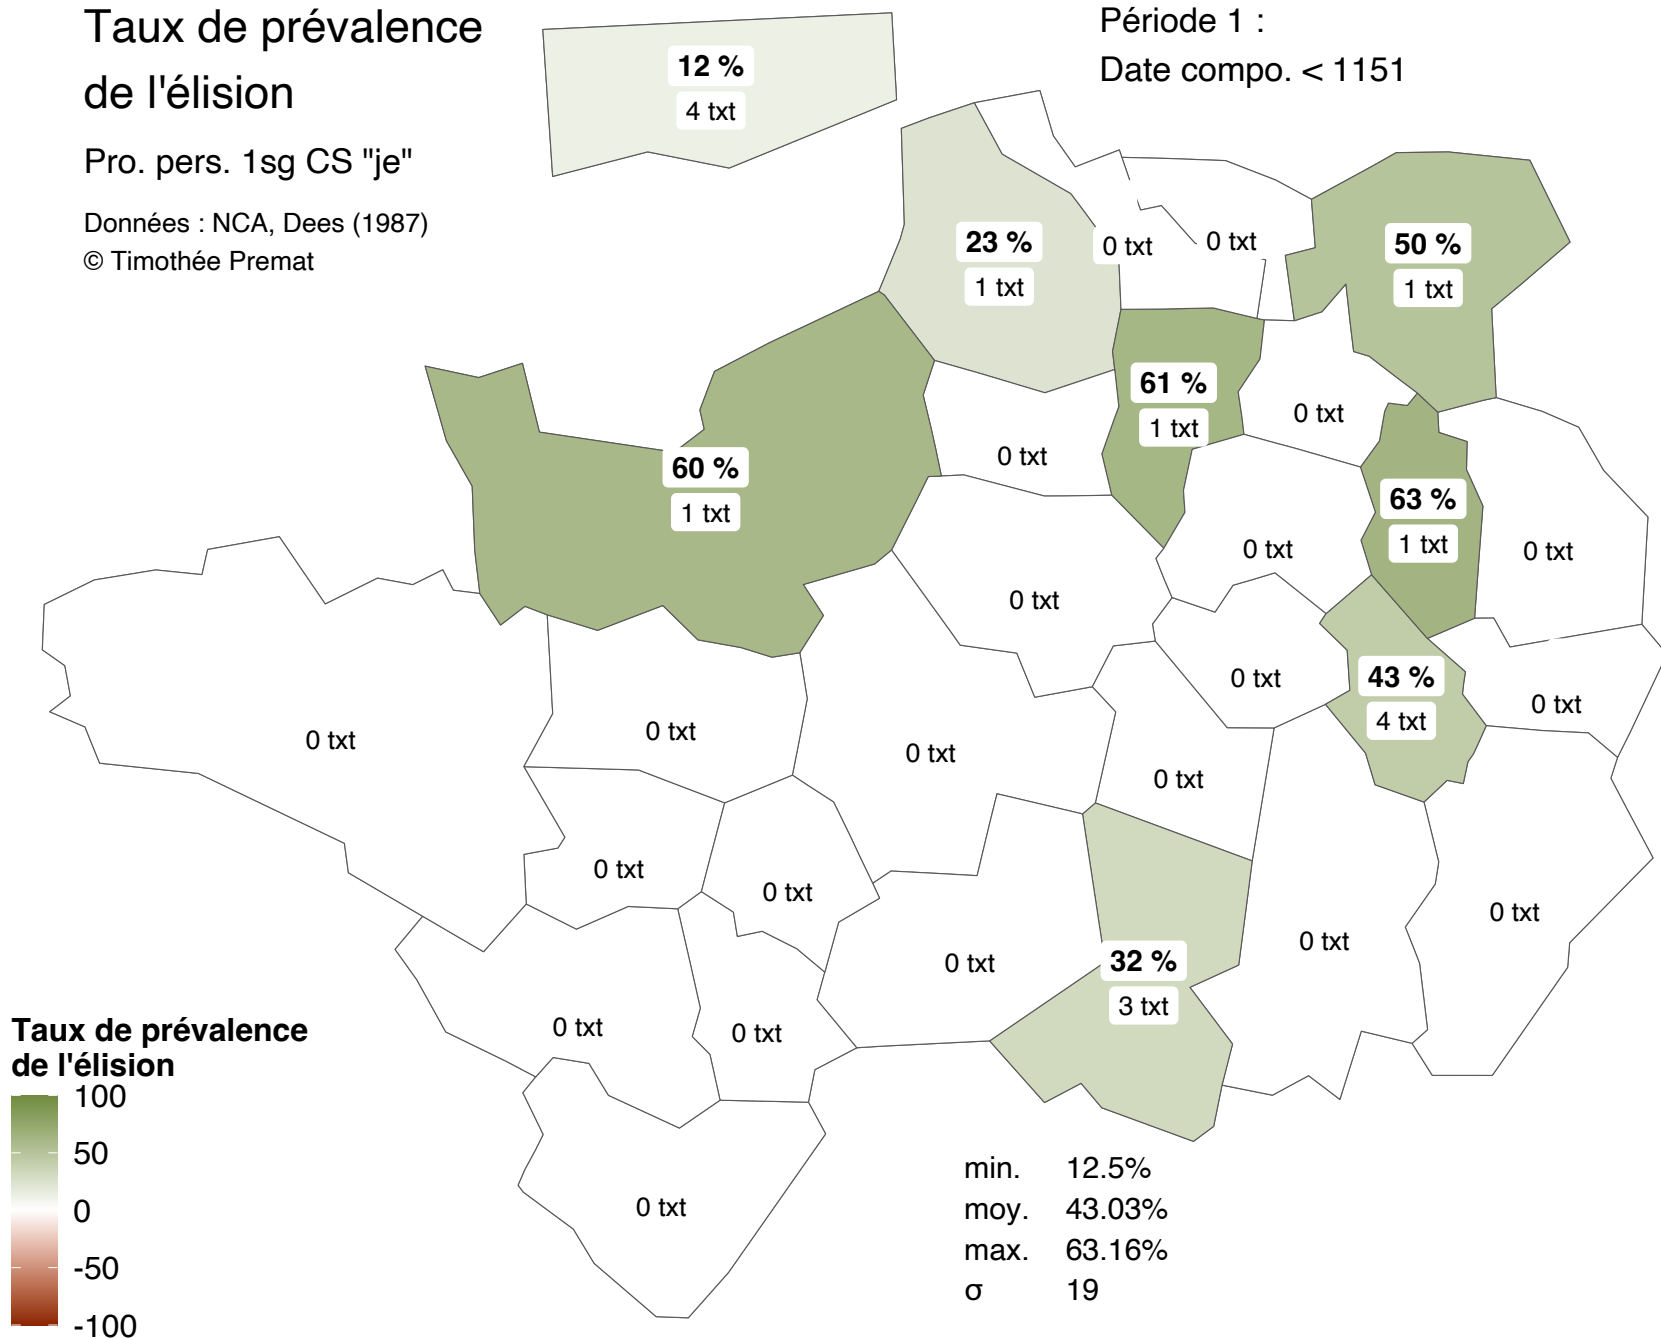 Taux de prévalence
de l'élision
Pro. pers. 1sg CS "je"
Données : NCA, Dees (1987)
© Timothée Premat
Période 1 :
Date compo. < 1151
12 %
4 txt
23 %
1 txt
0 txt
0 txt
50 %
1 txt
61 %
1 txt
0 txt
0 txt
60 %
1 txt
63 %
1 txt
0 txt
0 txt
0 txt
0 txt
43 %
4 txt
0 txt
0 txt
0 txt
0 txt
0 txt
0 txt
0 txt
0 txt
0 txt
0 txt
32 %
3 txt
0 txt
0 txt
0 txt
0 txt
Taux de prévalence
de l'élision
100
50
0
-50
-100
min. 12.5%
moy. 43.03%
max. 63.16%
σ 19